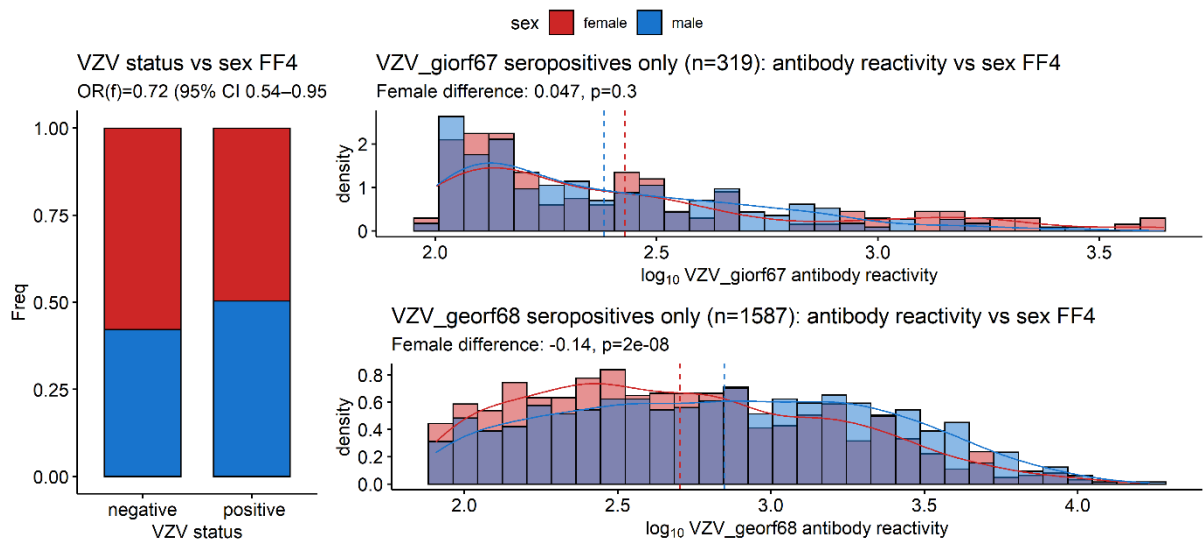 sex female male
VZV status vs sex FF4
OR(f)=0.72 (95% CI 0.54–0.95
1.00
0.75
0.50
0.25
0.00
Freq
negative positive
VZV status
VZV_giorf67 seropositives only (n=319): antibody reactivity vs sex FF4
Female difference: 0.047, p=0.3
2
1
0
density
2.0 2.5 3.0 3.5
log₁₀ VZV_giorf67 antibody reactivity
VZV_georf68 seropositives only (n=1587): antibody reactivity vs sex FF4
Female difference: -0.14, p=2e-08
0.8
0.6
0.4
0.2
0.0
density
2.0 2.5 3.0 3.5 4.0
log₁₀ VZV_georf68 antibody reactivity